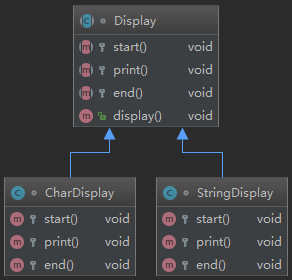 Display
start() void
print() void
end() void
display() void
CharDisplay
start() void
print() void
end() void
StringDisplay
start() void
print() void
end() void